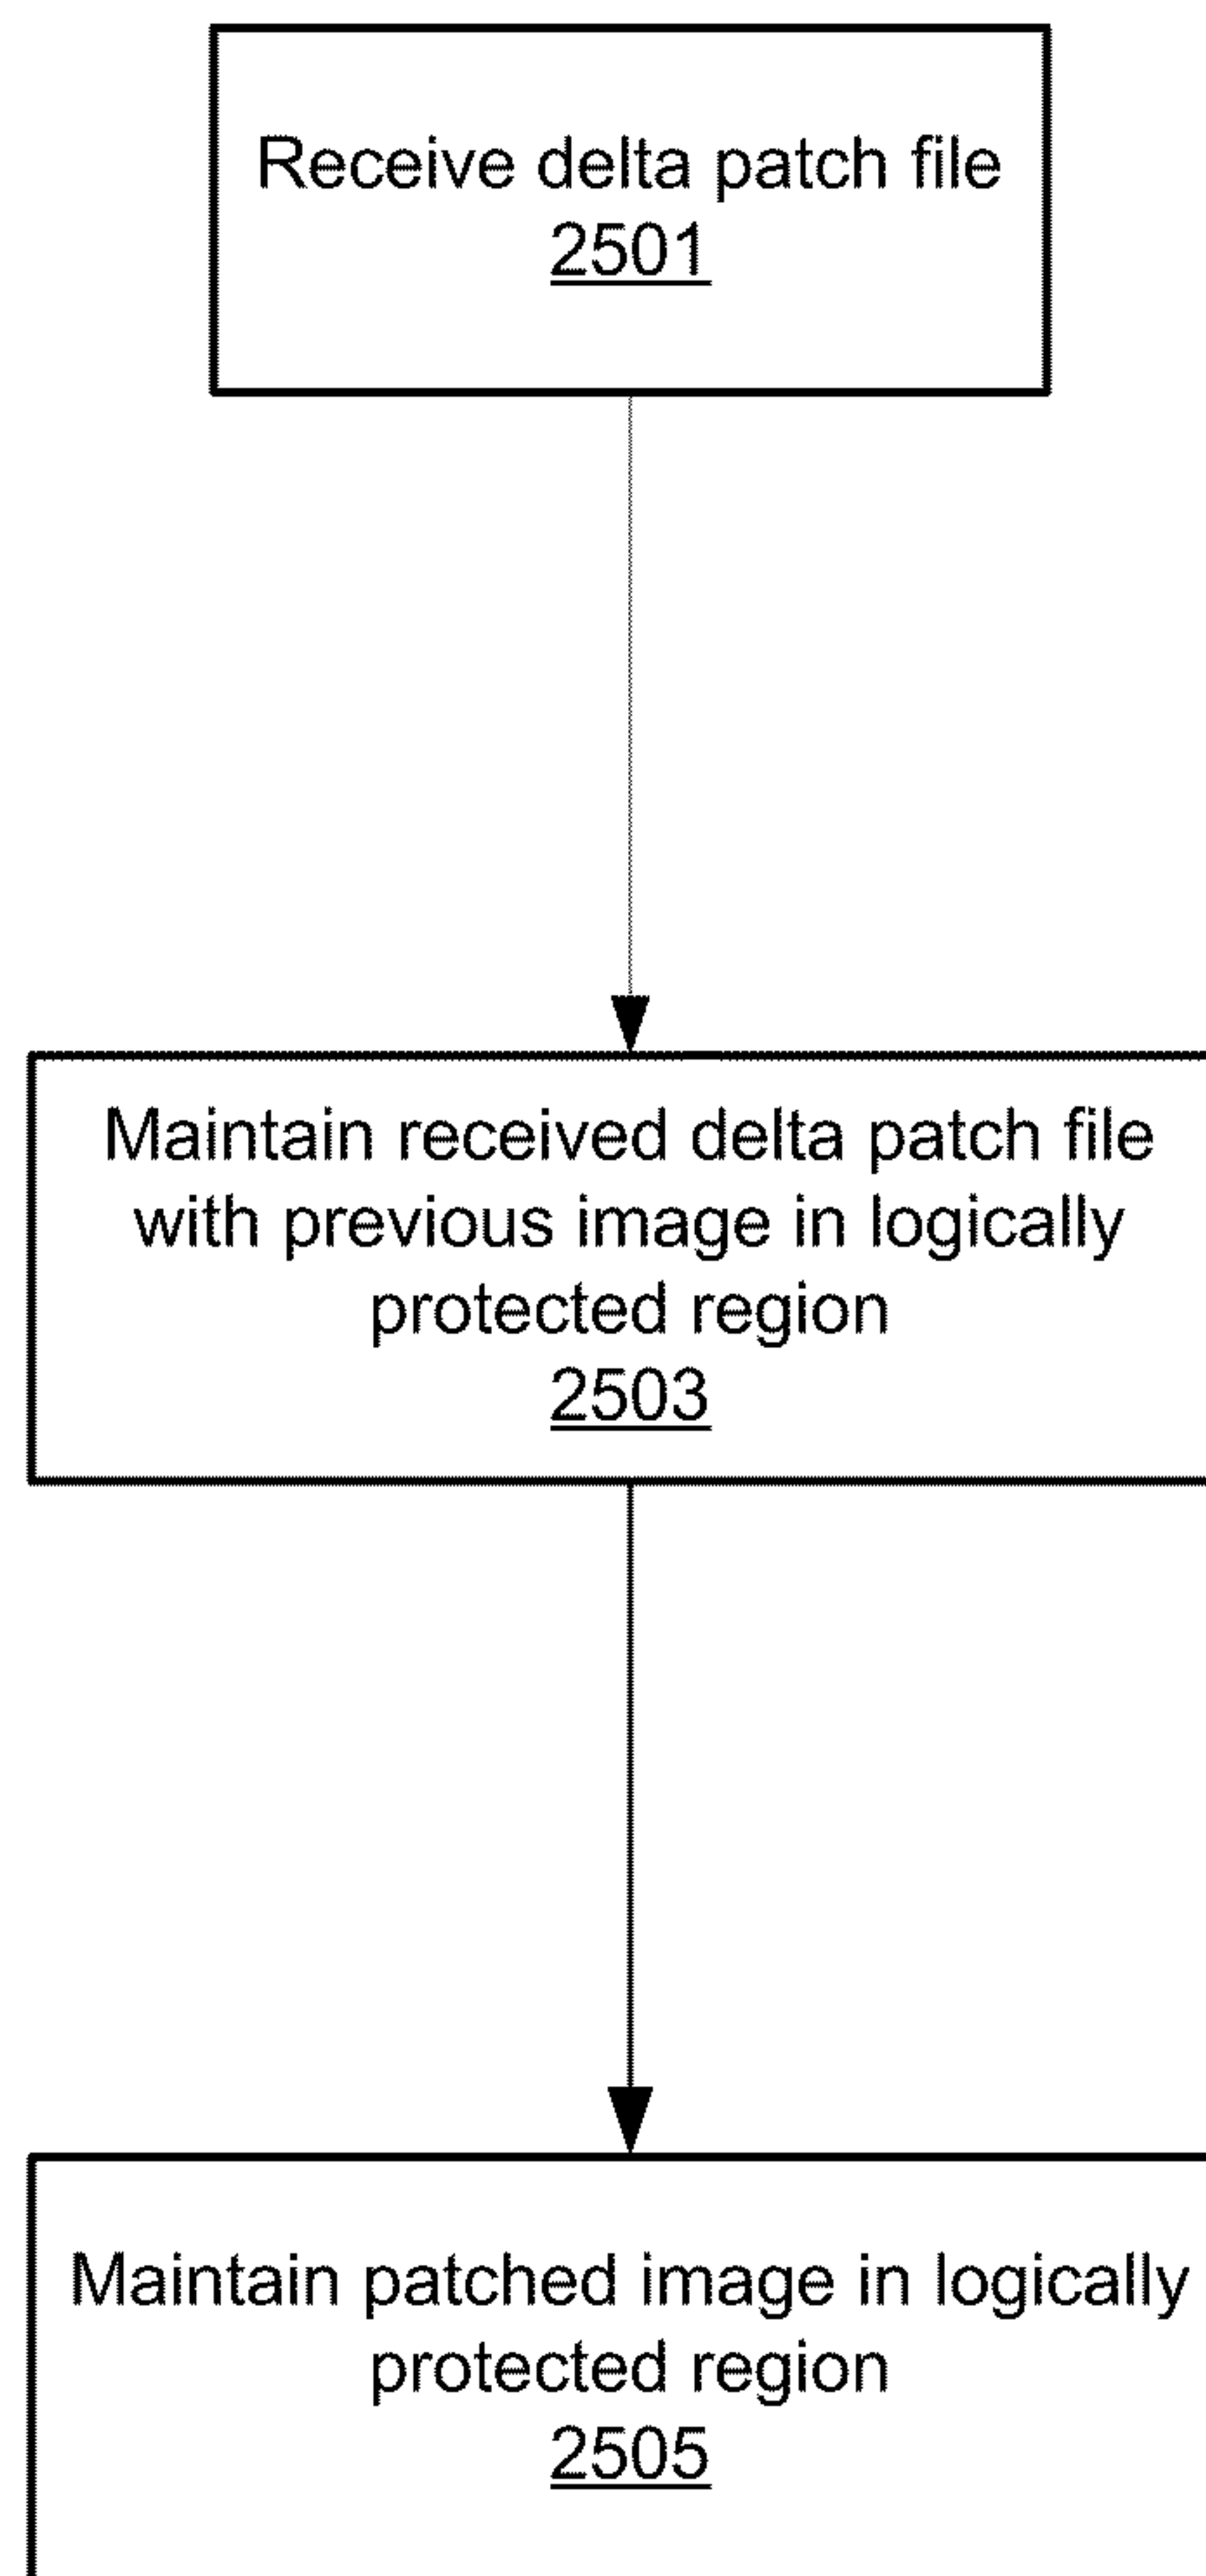 Receive delta patch file
2501
Maintain received delta patch file
with previous image in logically
protected region
2503
Maintain patched image in logically
protected region
2505